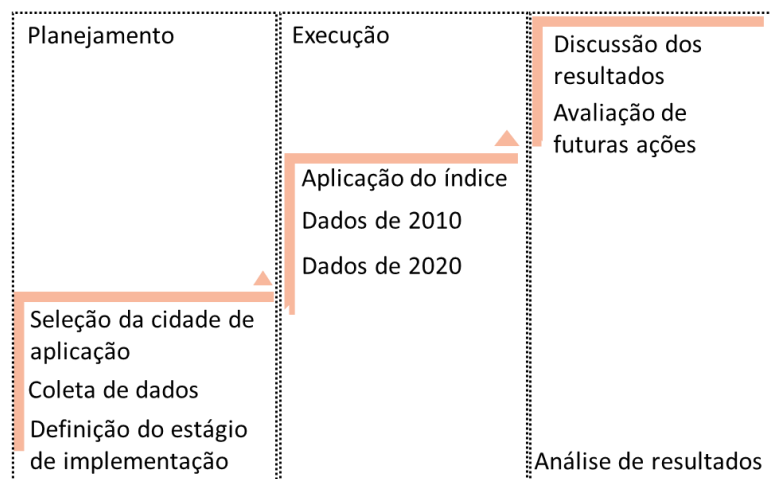 Planejamento
Seleção da cidade de
aplicação
Coleta de dados
Definição do estágio
de implementação
Execução
Aplicação do índice
Dados de 2010
Dados de 2020
Discussão dos
resultados
Avaliação de
futuras ações
Análise de resultados